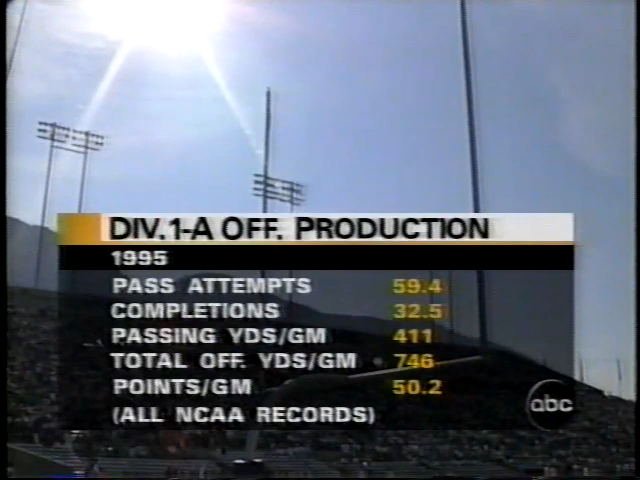 DIV.1-A OFF. PRODUCTION
1995
PASS ATTEMPTS 59.4
COMPLETIONS 32.5
PASSING YDS/GM 411
TOTAL OFF. YDS/GM 746
POINTS/GM 50.2
(ALL NCAA RECORDS)
abc